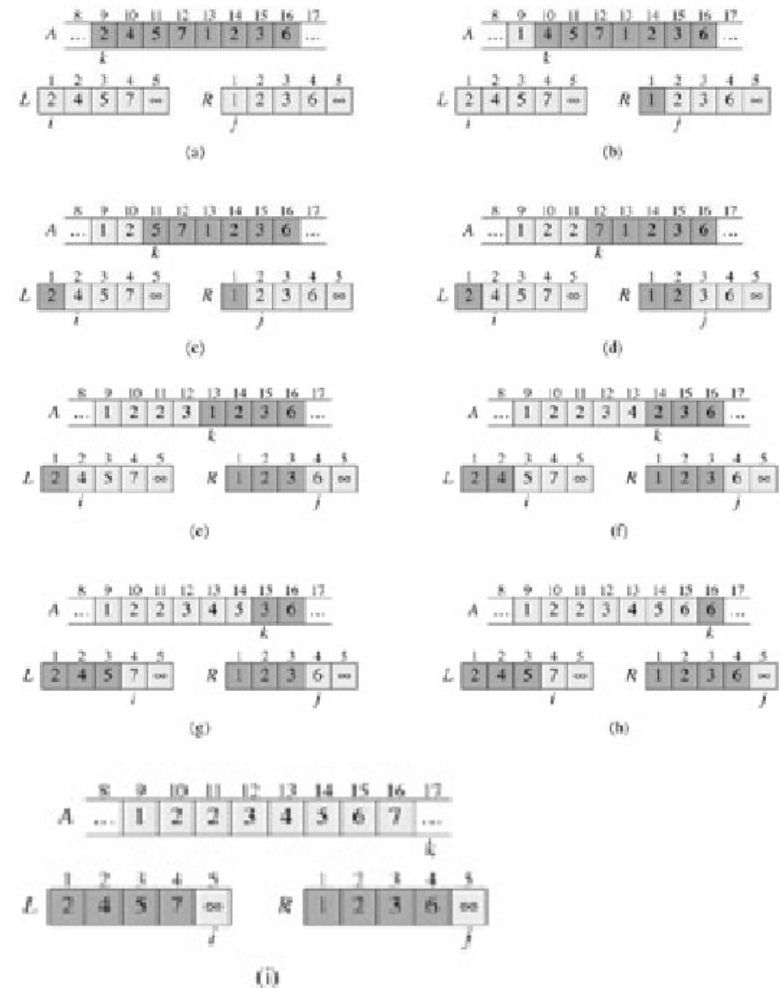 8 9 10 11 12 13 14 15 16 17
A ... 2 4 5 7 1 2 3 6 ...
k
1 2 3 4 5
L 2 4 5 7 ∞
i
1 2 3 4 5
R 1 2 3 6 ∞
j
(a)
8 9 10 11 12 13 14 15 16 17
A ... 1 4 5 7 1 2 3 6 ...
k
1 2 3 4 5
L 2 4 5 7 ∞
i
1 2 3 4 5
R 1 2 3 6 ∞
j
(b)
8 9 10 11 12 13 14 15 16 17
A ... 1 2 5 7 1 2 3 6 ...
k
1 2 3 4 5
L 2 4 5 7 ∞
i
1 2 3 4 5
R 1 2 3 6 ∞
j
(c)
8 9 10 11 12 13 14 15 16 17
A ... 1 2 2 7 1 2 3 6 ...
k
1 2 3 4 5
L 2 4 5 7 ∞
i
1 2 3 4 5
R 1 2 3 6 ∞
j
(d)
8 9 10 11 12 13 14 15 16 17
A ... 1 2 2 3 1 2 3 6 ...
k
1 2 3 4 5
L 2 4 5 7 ∞
i
1 2 3 4 5
R 1 2 3 6 ∞
j
(e)
8 9 10 11 12 13 14 15 16 17
A ... 1 2 2 3 4 2 3 6 ...
k
1 2 3 4 5
L 2 4 5 7 ∞
i
1 2 3 4 5
R 1 2 3 6 ∞
j
(f)
8 9 10 11 12 13 14 15 16 17
A ... 1 2 2 3 4 5 3 6 ...
k
1 2 3 4 5
L 2 4 5 7 ∞
i
1 2 3 4 5
R 1 2 3 6 ∞
j
(g)
8 9 10 11 12 13 14 15 16 17
A ... 1 2 2 3 4 5 6 6 ...
k
1 2 3 4 5
L 2 4 5 7 ∞
i
1 2 3 4 5
R 1 2 3 6 ∞
j
(h)
8 9 10 11 12 13 14 15 16 17
A ... 1 2 2 3 4 5 6 7 ...
k
1 2 3 4 5
L 2 4 5 7 ∞
i
1 2 3 4 5
R 1 2 3 6 ∞
j
(i)